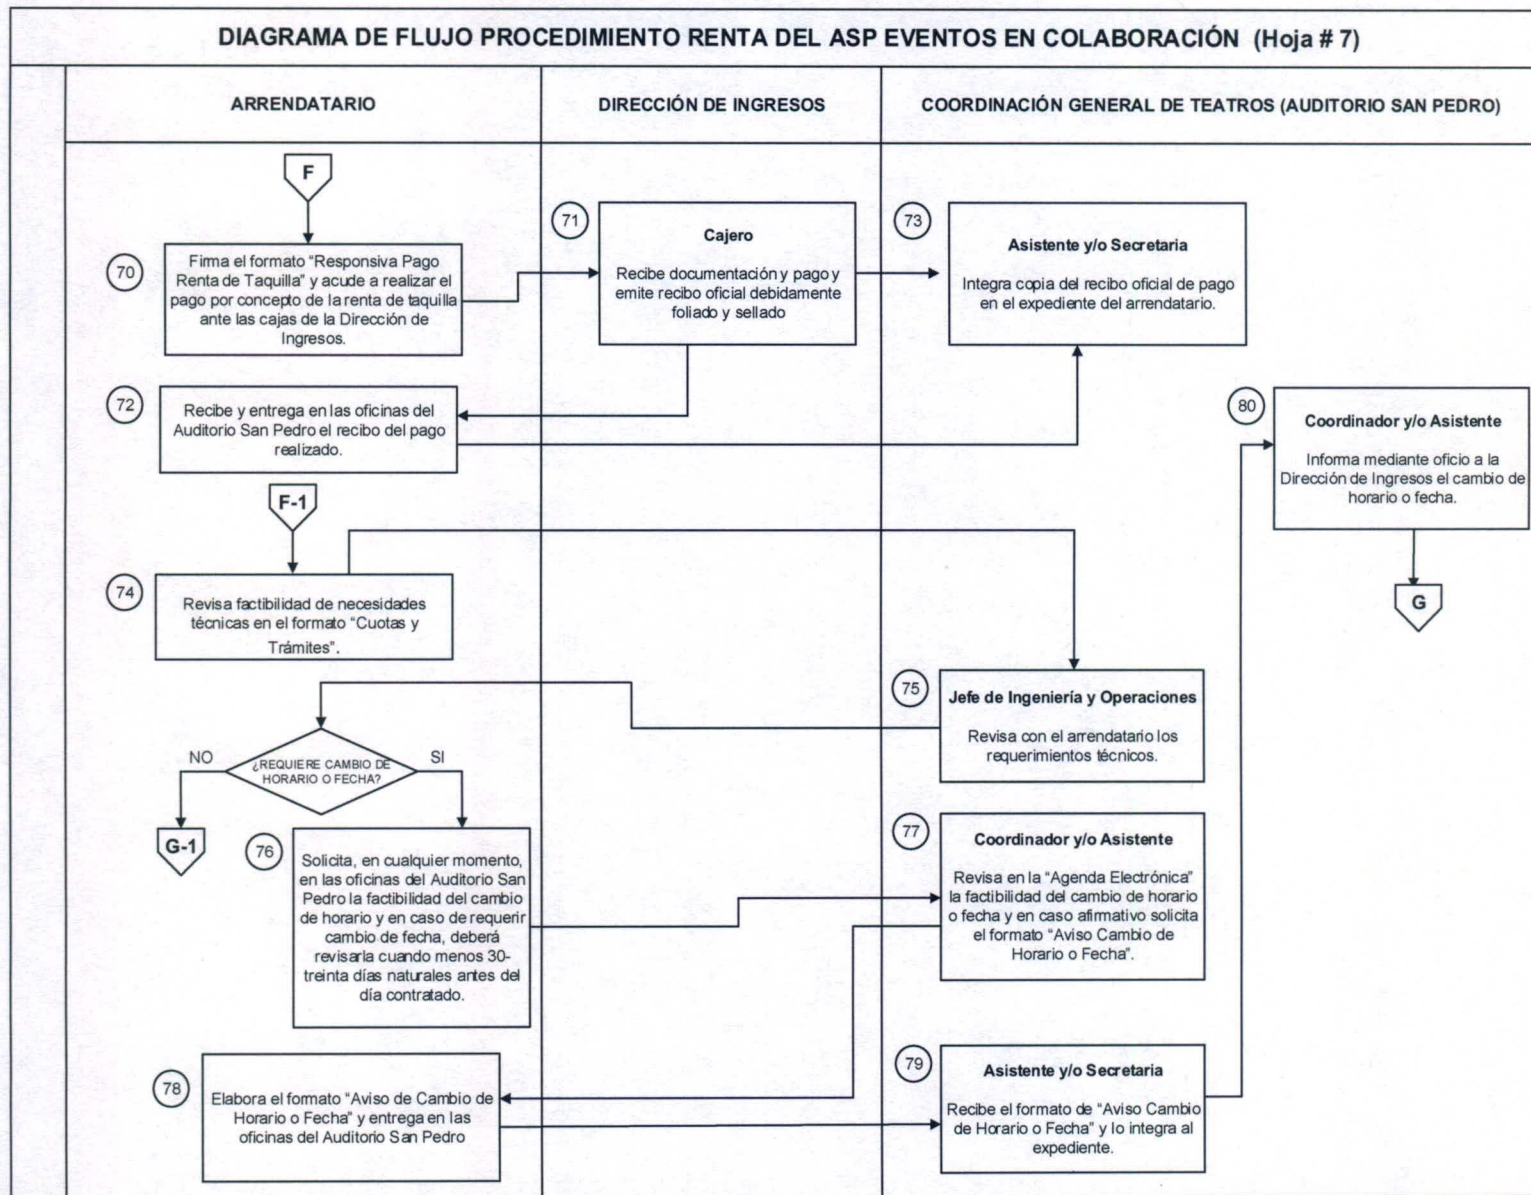 DIAGRAMA DE FLUJO PROCEDIMIENTO RENTA DEL ASP EVENTOS EN COLABORACIÓN (Hoja # 7)
ARRENDATARIO
DIRECCIÓN DE INGRESOS
COORDINACIÓN GENERAL DE TEATROS (AUDITORIO SAN PEDRO)
F
70
Firma el formato “Responsiva Pago
Renta de Taquilla” y acude a realizar el
pago por concepto de la renta de taquilla
ante las cajas de la Dirección de
Ingresos.
71
Cajero
Recibe documentación y pago y
emite recibo oficial debidamente
foliado y sellado
73
Asistente y/o Secretaria
Integra copia del recibo oficial de pago
en el expediente del arrendatario.
72
Recibe y entrega en las oficinas del
Auditorio San Pedro el recibo del pago
realizado.
80
Coordinador y/o Asistente
Informa mediante oficio a la
Dirección de Ingresos el cambio de
horario o fecha.
G
F-1
74
Revisa factibilidad de necesidades
técnicas en el formato “Cuotas y
Trámites”.
75
Jefe de Ingeniería y Operaciones
Revisa con el arrendatario los
requerimientos técnicos.
¿REQUIERE CAMBIO DE
HORARIO O FECHA?
NO
SI
G-1
76
Solicita, en cualquier momento,
en las oficinas del Auditorio San
Pedro la factibilidad del cambio
de horario y en caso de requerir
cambio de fecha, deberá
revisarla cuando menos 30-
treinta días naturales antes del
día contratado.
77
Coordinador y/o Asistente
Revisa en la “Agenda Electrónica”
la factibilidad del cambio de horario
o fecha y en caso afirmativo solicita
el formato “Aviso Cambio de
Horario o Fecha”.
78
Elabora el formato “Aviso de Cambio de
Horario o Fecha” y entrega en las
oficinas del Auditorio San Pedro
79
Asistente y/o Secretaria
Recibe el formato de “Aviso Cambio
de Horario o Fecha” y lo integra al
expediente.